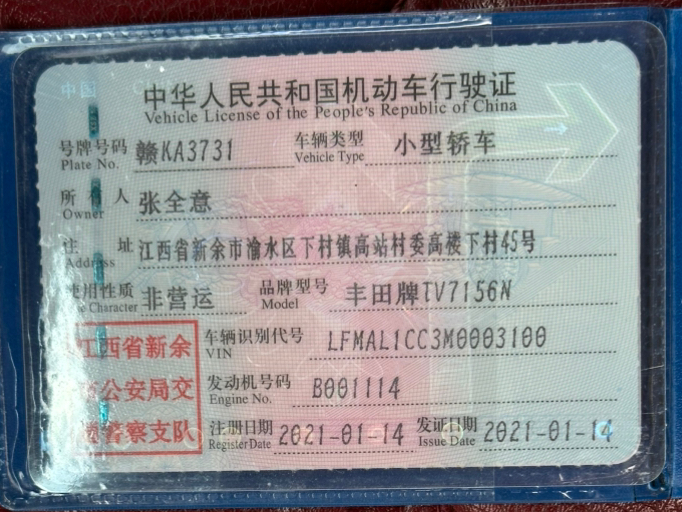 中国
中华人民共和国机动车行驶证
Vehicle License of the People's Republic of China
号牌号码 赣KA3731 车辆类型 小型轿车
Plate No. Vehicle Type
所有人 张全意
Owner
住址 江西省新余市渝水区下村镇高站村委高楼下村45号
Address
使用性质 非营运 品牌型号 丰田牌TV7156N
Character Model
江西省新余 车辆识别代号 LFMAL1CC3M0003100
VIN
公安局交 发动机号码 B001114
Engine No.
警察支队 注册日期 2021-01-14 发证日期 2021-01-14
Register Date Issue Date